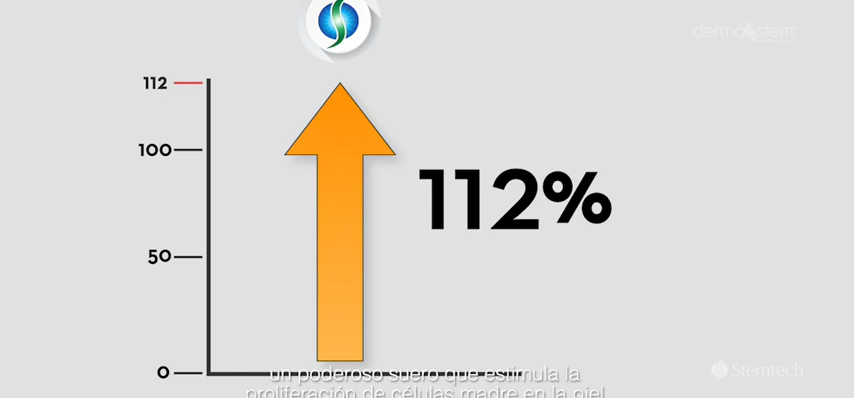 dermastem
112
100
112%
50
0
un poderoso suero que estimula la
proliferación de células madre en la piel
Stemtech